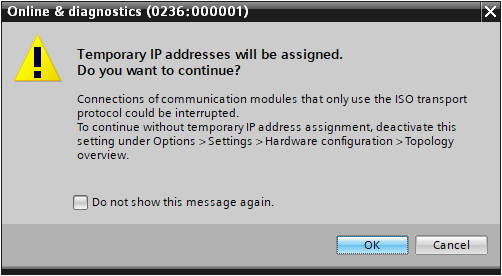 Online & diagnostics (0236:000001)
Temporary IP addresses will be assigned.
Do you want to continue?
Connections of communication modules that only use the ISO transport
protocol could be interrupted.
To continue without temporary IP address assignment, deactivate this
setting under Options > Settings > Hardware configuration > Topology
overview.
Do not show this message again.
OK
Cancel